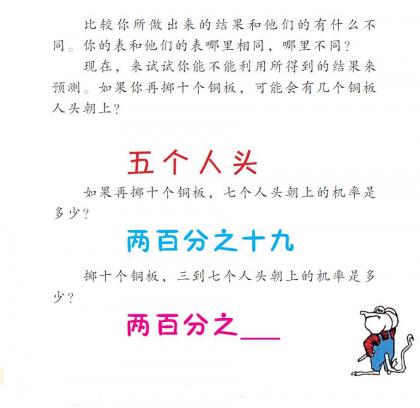 比较你所做出来的结果和他们的有什么不
同。你的表和他们的表哪里相同，哪里不同？
现在，来试试你能不能利用所得到的结果来
预测。如果你再掷十个铜板，可能会有几个铜板
人头朝上？
五个人头
如果再掷十个铜板，七个人头朝上的机率是
多少？
两百分之十九
掷十个铜板，三到七个人头朝上的机率是多
少？
两百分之___